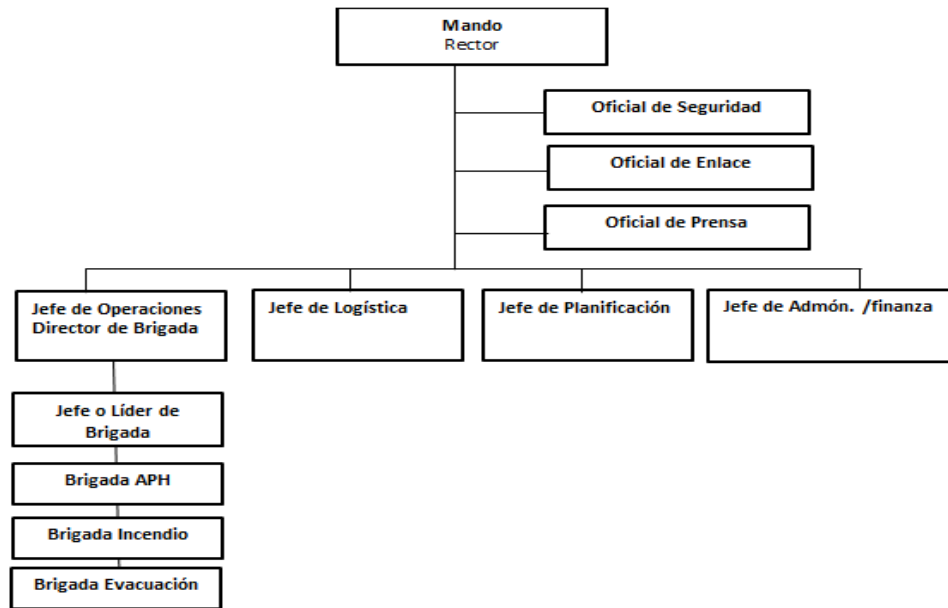 Mando
Rector
Oficial de Seguridad
Oficial de Enlace
Oficial de Prensa
Jefe de Operaciones
Director de Brigada
Jefe de Logística
Jefe de Planificación
Jefe de Admón. /finanza
Jefe o Líder de
Brigada
Brigada APH
Brigada Incendio
Brigada Evacuación